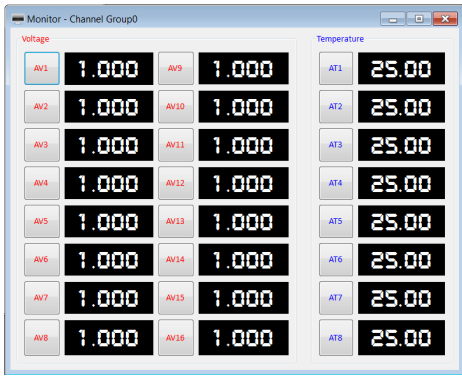 Monitor - Channel Group0
Voltage Temperature
AV1 1.000 AV9 1.000 AT1 25.00
AV2 1.000 AV10 1.000 AT2 25.00
AV3 1.000 AV11 1.000 AT3 25.00
AV4 1.000 AV12 1.000 AT4 25.00
AV5 1.000 AV13 1.000 AT5 25.00
AV6 1.000 AV14 1.000 AT6 25.00
AV7 1.000 AV15 1.000 AT7 25.00
AV8 1.000 AV16 1.000 AT8 25.00